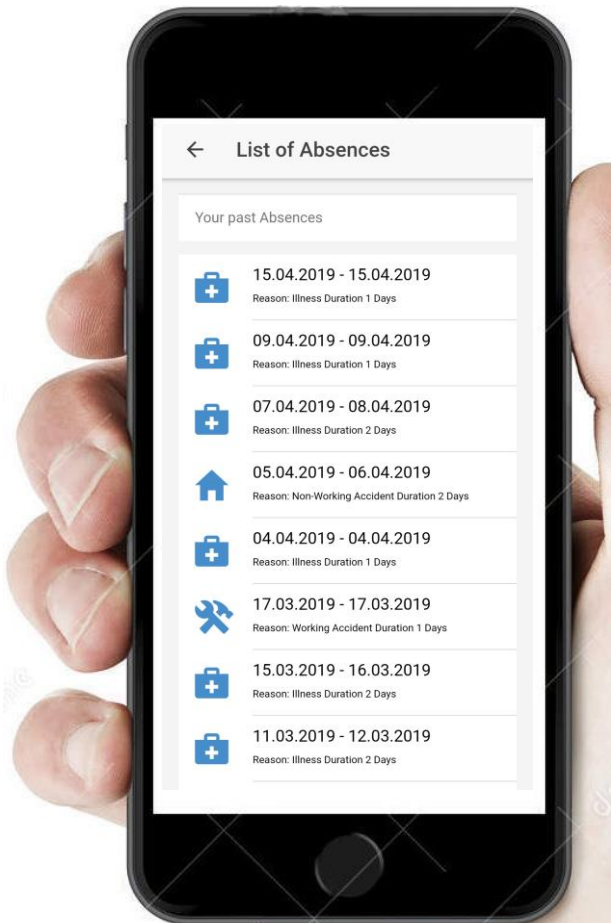 List of Absences
Your past Absences
15.04.2019 - 15.04.2019
Reason: Illness Duration 1 Days
09.04.2019 - 09.04.2019
Reason: Illness Duration 1 Days
07.04.2019 - 08.04.2019
Reason: Illness Duration 2 Days
05.04.2019 - 06.04.2019
Reason: Non-Working Accident Duration 2 Days
04.04.2019 - 04.04.2019
Reason: Illness Duration 1 Days
17.03.2019 - 17.03.2019
Reason: Working Accident Duration 1 Days
15.03.2019 - 16.03.2019
Reason: Illness Duration 2 Days
11.03.2019 - 12.03.2019
Reason: Illness Duration 2 Days